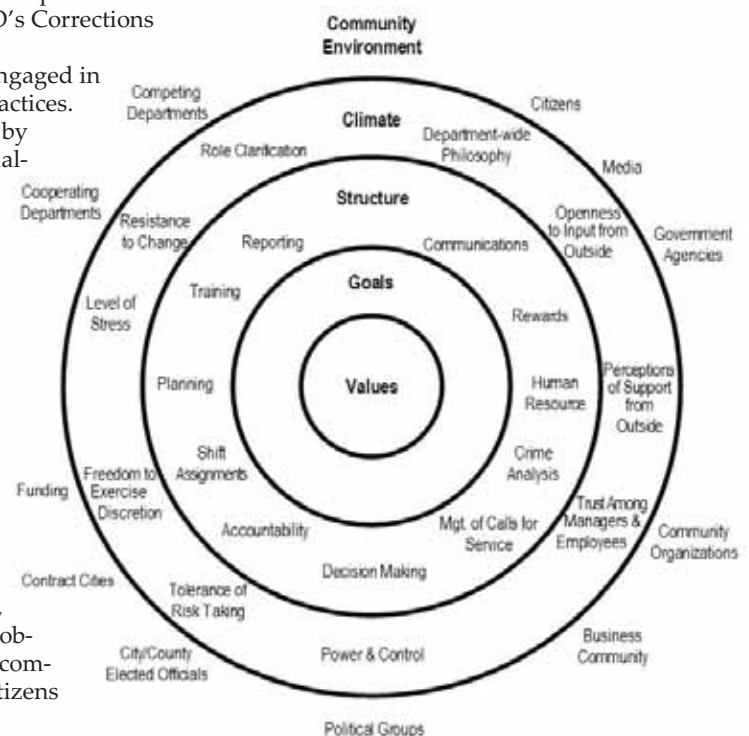 D's Corrections
ngaged in
actices.
by
al-
ob-
com-
tizens
Community
Environment
Competing
Departments
Citizens
Climate
Role Clarification
Department-wide
Philosophy
Media
Cooperating
Departments
Structure
Resistance
to Change
Openness
to Input from
Outside
Government
Agencies
Reporting
Communications
Goals
Training
Rewards
Level of
Stress
Planning
Values
Human
Resource
Perceptions
of Support
from
Outside
Shift
Assignments
Crime
Analysis
Funding
Freedom to
Exercise
Discretion
Trust Among
Managers &
Employees
Community
Organizations
Accountability
Mgt. of Calls for
Service
Decision Making
Contract Cities
Tolerance of
Risk Taking
City/County
Elected Officials
Power & Control
Business
Community
Political Groups